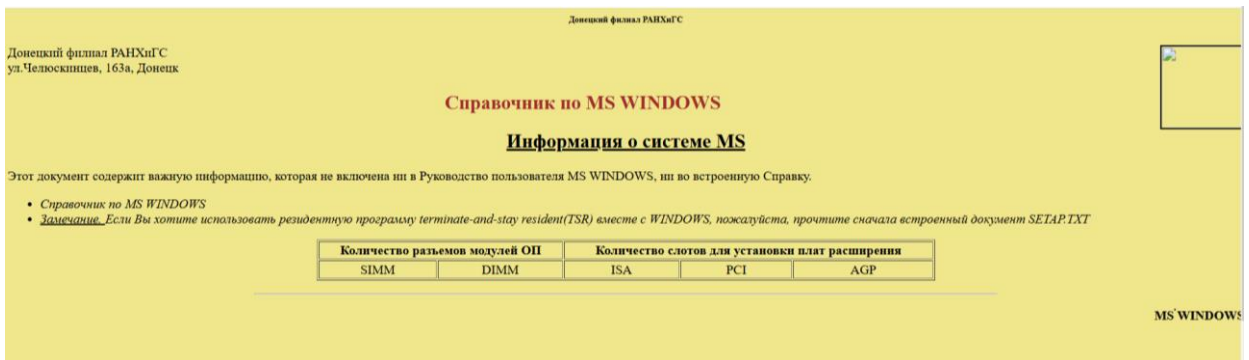 Донецкий филиал РАНХиГС
Донецкий филиал РАНХиГС
ул.Челюскинцев, 163а, Донецк
Справочник по MS WINDOWS
Информация о системе MS
Этот документ содержит важную информацию, которая не включена ни в Руководство пользователя MS WINDOWS, ни во встроенную Справку.
Справочник по MS WINDOWS
Замечание. Если Вы хотите использовать резидентную программу terminate-and-stay resident(TSR) вместе с WINDOWS, пожалуйста, прочтите сначала встроенный документ SETAP.TXT
Количество разъемов модулей ОП Количество слотов для установки плат расширения
SIMM DIMM ISA PCI AGP
MS WINDOWS